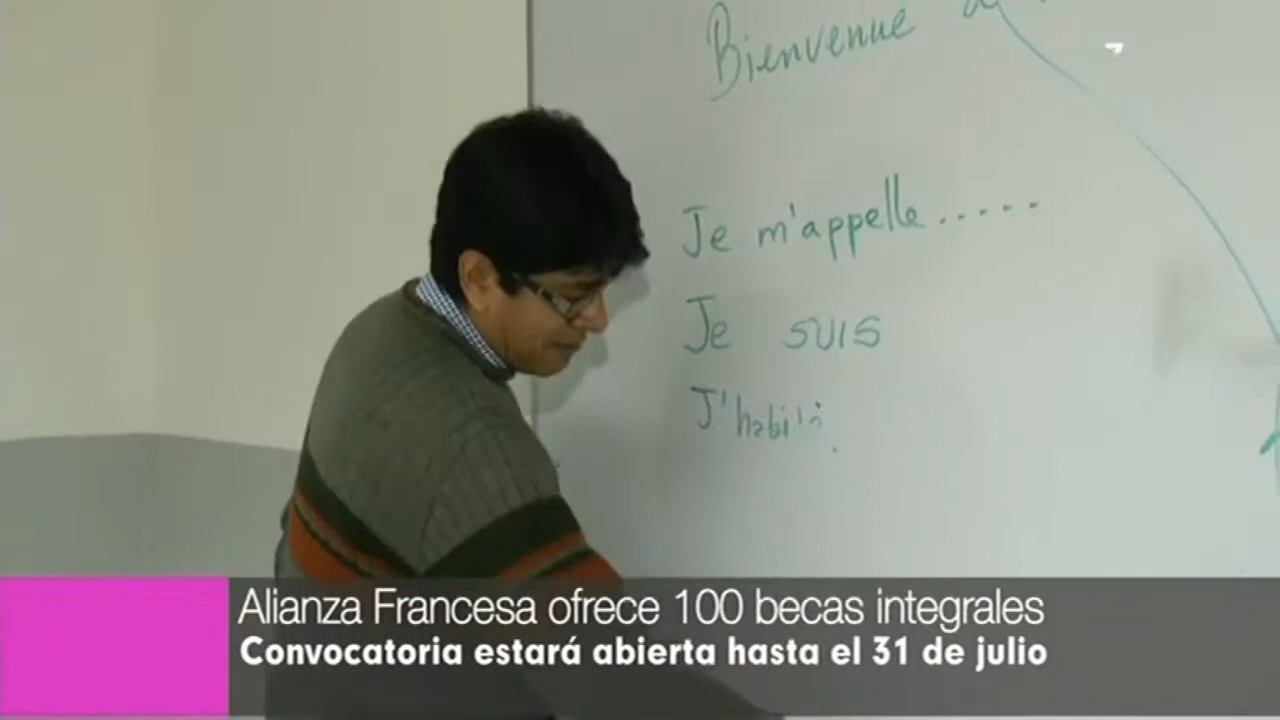 Bienvenue
Je m'appelle.....
Je suis
Alianza Francesa ofrece 100 becas integrales
Convocatoria estará abierta hasta el 31 de julio